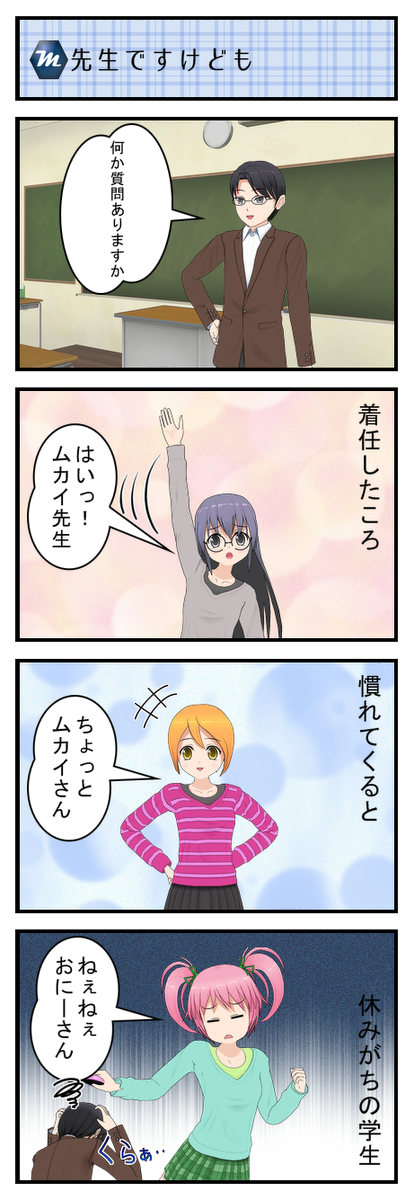 m 先生ですけども
何か質問ありますか
着任したころ
はいっ！
ムカイ先生
慣れてくると
ちょっと
ムカイさん
休みがちの学生
ねぇねぇ
おにーさん
くらぁ‥